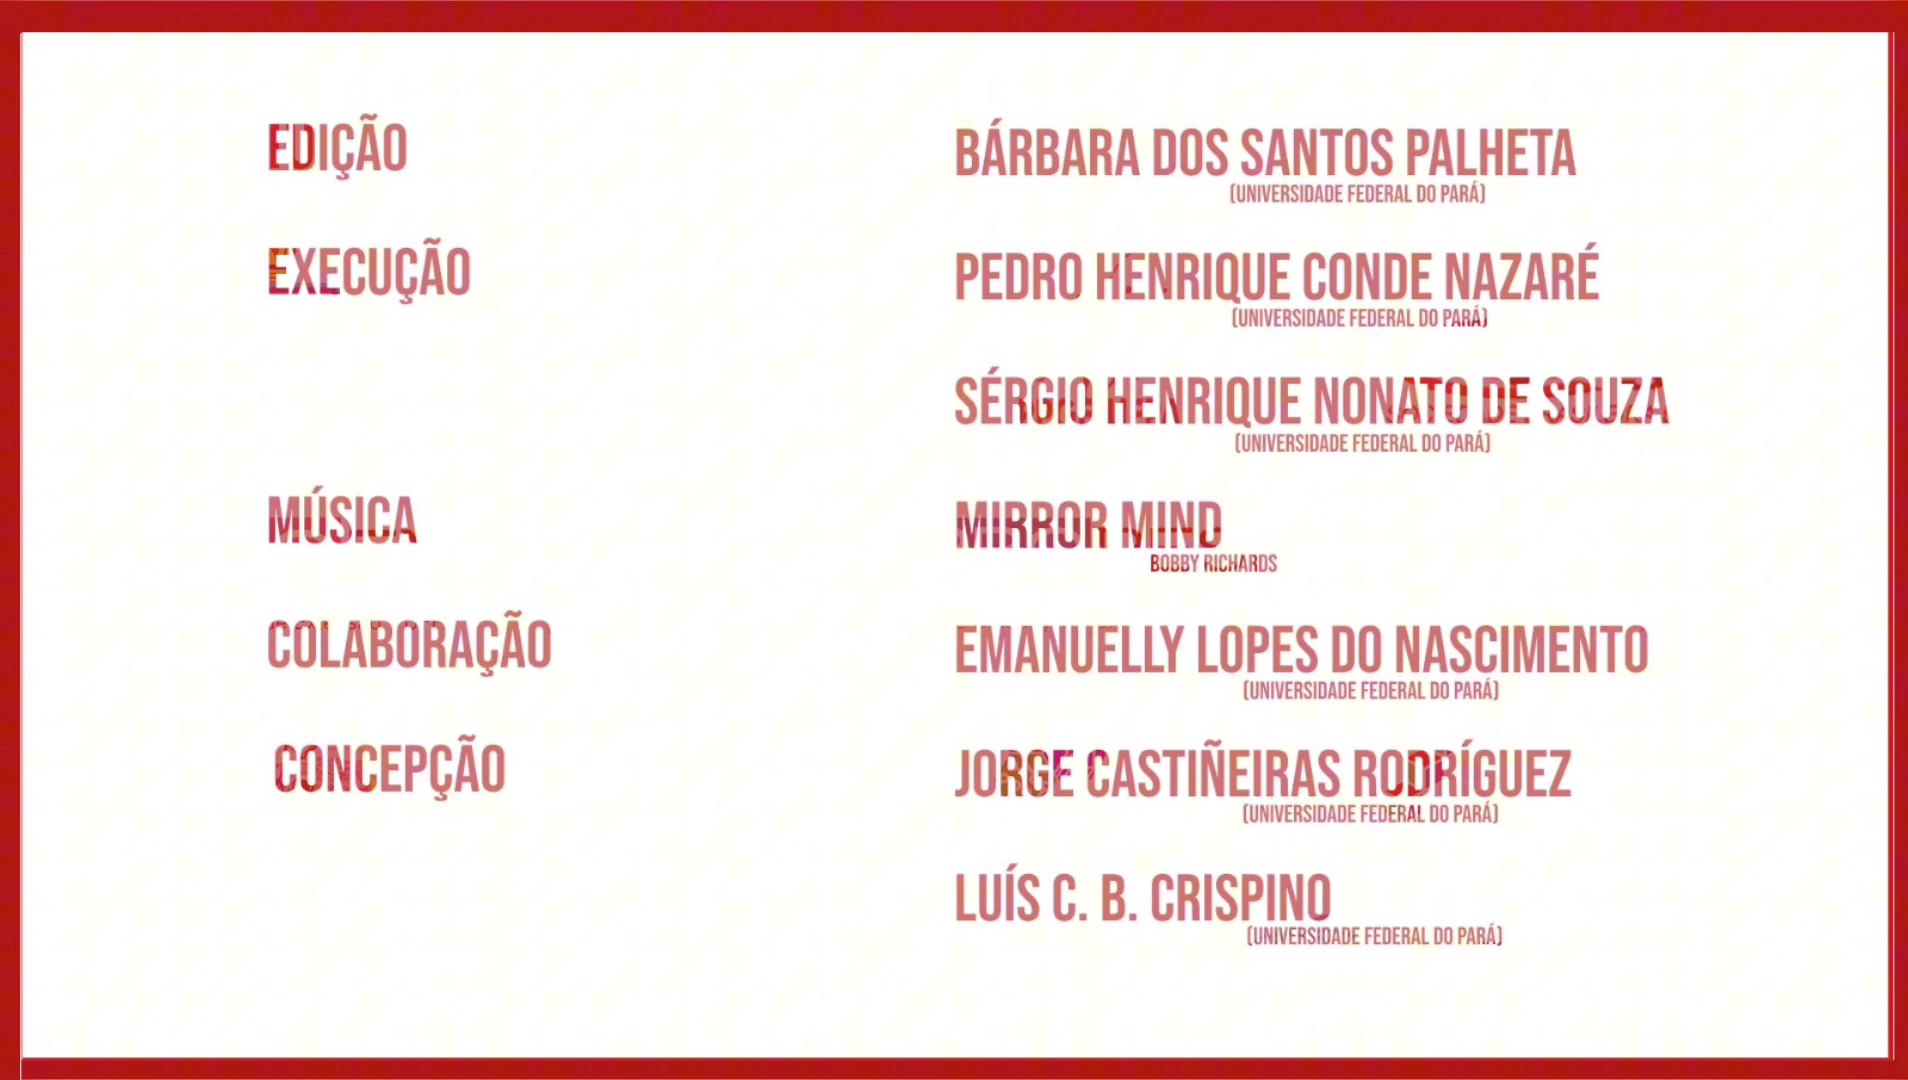 EDIÇÃO
BÁRBARA DOS SANTOS PALHETA
(UNIVERSIDADE FEDERAL DO PARÁ)
EXECUÇÃO
PEDRO HENRIQUE CONDE NAZARÉ
(UNIVERSIDADE FEDERAL DO PARÁ)
SÉRGIO HENRIQUE NONATO DE SOUZA
(UNIVERSIDADE FEDERAL DO PARÁ)
MÚSICA
MIRROR MIND
BOBBY RICHARDS
COLABORAÇÃO
EMANUELLY LOPES DO NASCIMENTO
(UNIVERSIDADE FEDERAL DO PARÁ)
CONCEPÇÃO
JORGE CASTIÑEIRAS RODRÍGUEZ
(UNIVERSIDADE FEDERAL DO PARÁ)
LUÍS C. B. CRISPINO
(UNIVERSIDADE FEDERAL DO PARÁ)